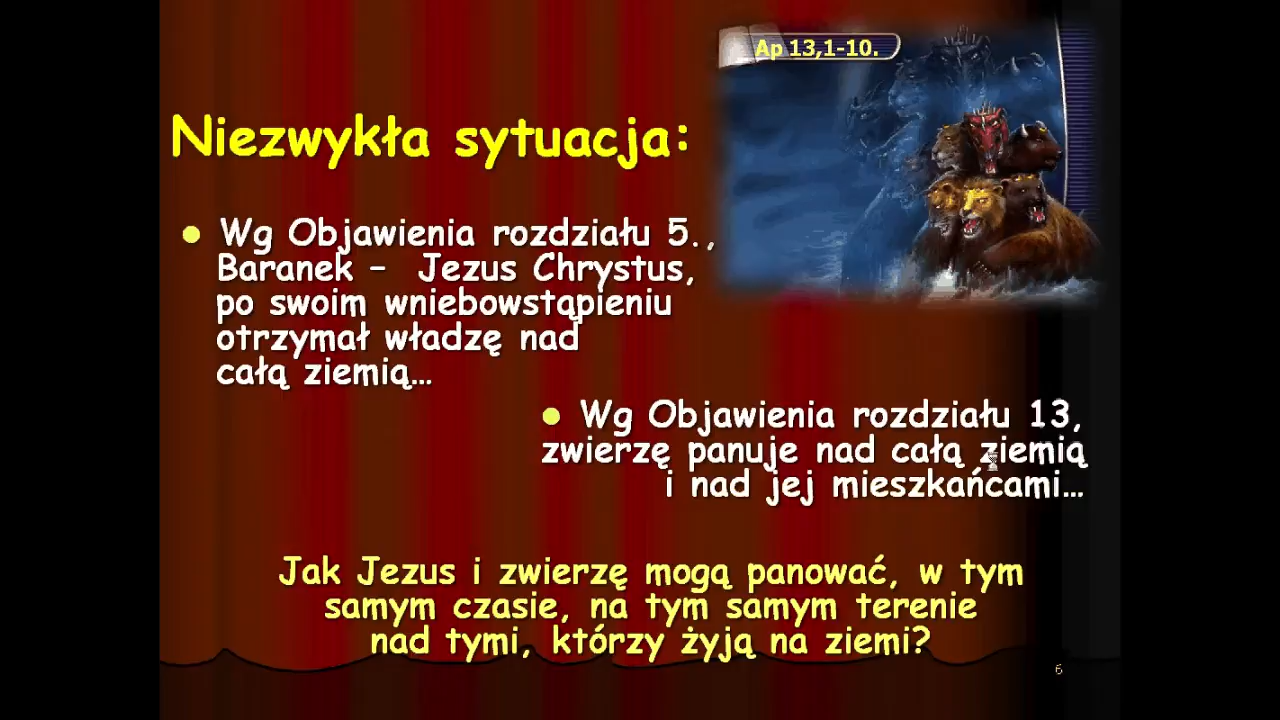 Ap 13,1-10.
Niezwykła sytuacja:
Wg Objawienia rozdziału 5.,
Baranek – Jezus Chrystus,
po swoim wniebowstąpieniu
otrzymał władzę nad
całą ziemią…
Wg Objawienia rozdziału 13,
zwierzę panuje nad całą ziemią
i nad jej mieszkańcami…
Jak Jezus i zwierzę mogą panować, w tym
samym czasie, na tym samym terenie
nad tymi, którzy żyją na ziemi?
6